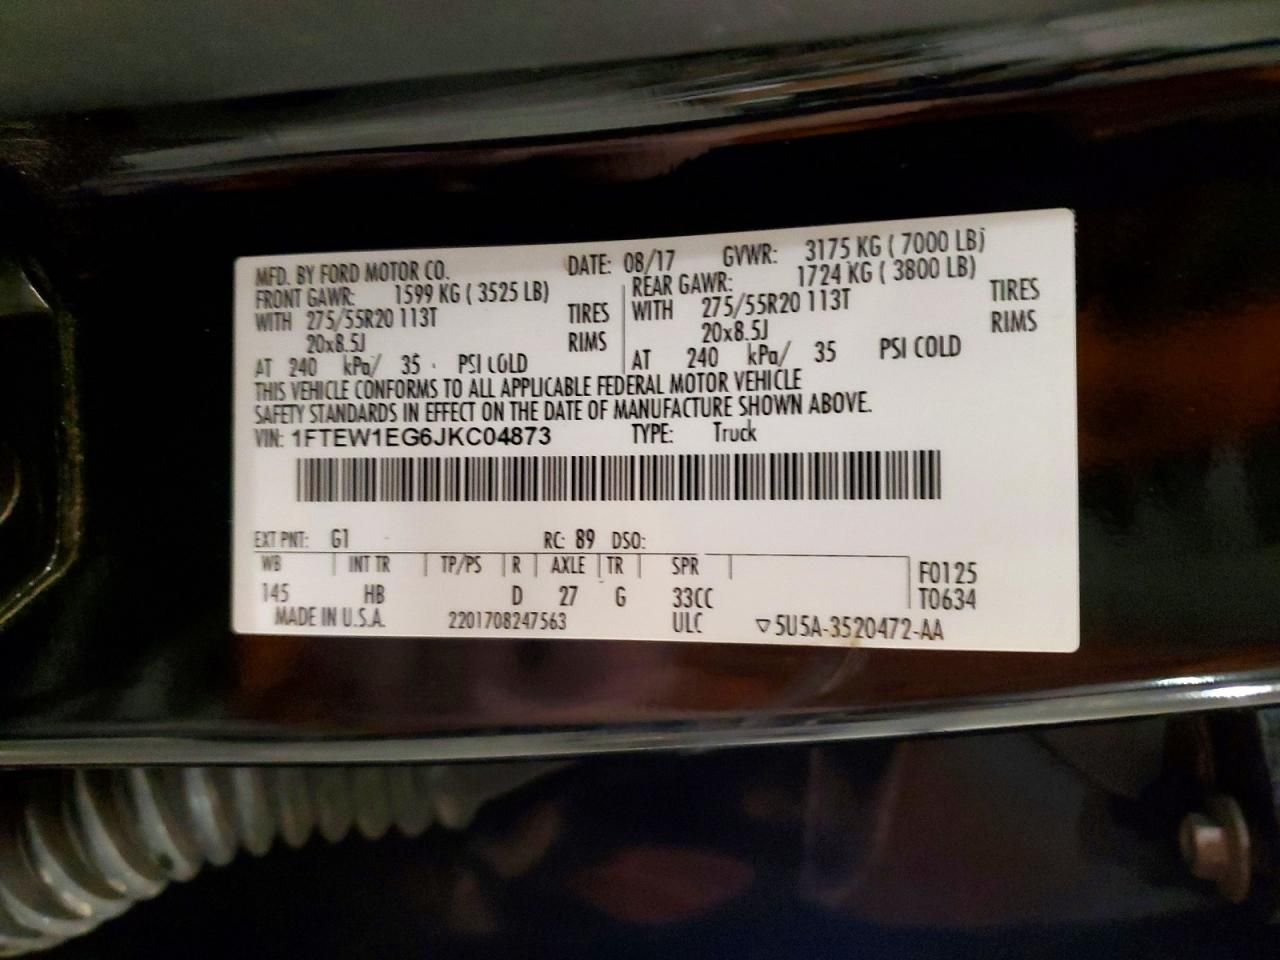 MFD. BY FORD MOTOR CO. DATE: 08/17 GVWR: 3175 KG ( 7000 LB)
FRONT GAWR: 1599 KG ( 3525 LB) REAR GAWR: 1724 KG ( 3800 LB)
WITH 275/55R20 113T TIRES WITH 275/55R20 113T TIRES
20x8.5J RIMS 20x8.5J RIMS
AT 240 kPa/ 35 PSI COLD AT 240 kPa/ 35 PSI COLD
THIS VEHICLE CONFORMS TO ALL APPLICABLE FEDERAL MOTOR VEHICLE
SAFETY STANDARDS IN EFFECT ON THE DATE OF MANUFACTURE SHOWN ABOVE.
VIN: 1FTEW1EG6JKC04873 TYPE: Truck
EXT PNT: G1 RC: 89 DSO:
WB INT TR TP/PS R AXLE TR SPR F0125
145 HB D 27 G 33CC T0634
MADE IN U.S.A. 2201708247563 ULC ▽5U5A-3520472-AA